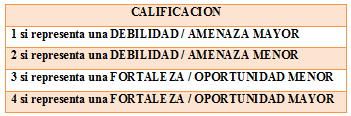 CALIFICACION
1 si representa una DEBILIDAD / AMENAZA MAYOR
2 si representa una DEBILIDAD / AMENAZA MENOR
3 si representa una FORTALEZA / OPORTUNIDAD MENOR
4 si representa una FORTALEZA / OPORTUNIDAD MAYOR